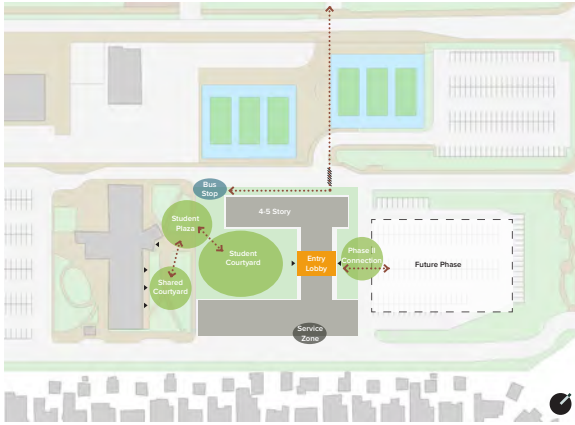 Bus
Stop
4-5 Story
Student
Plaza
Student
Courtyard
Entry
Lobby
Phase II
Connection
Future Phase
Shared
Courtyard
Service
Zone